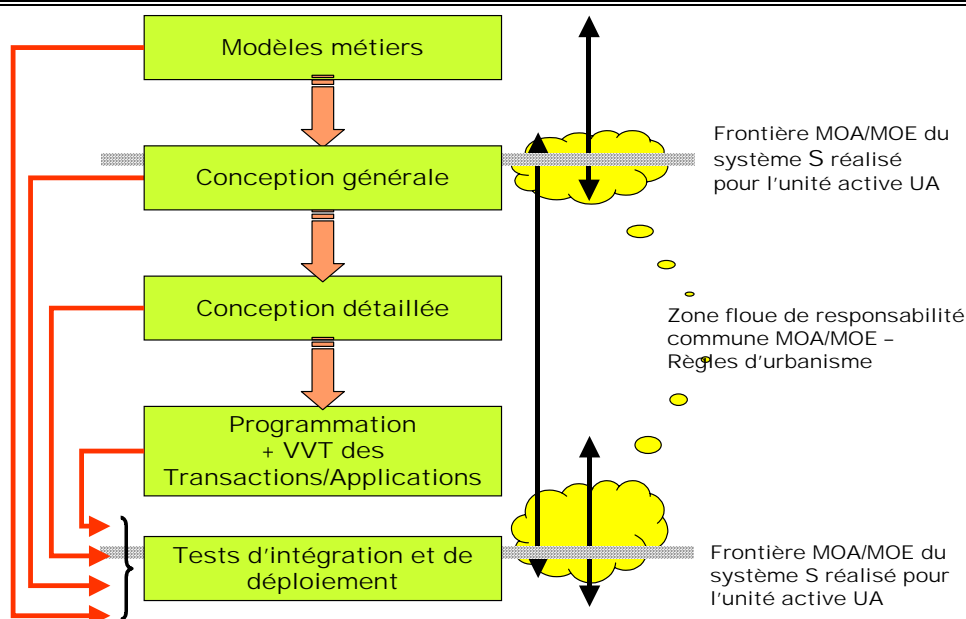 Modèles métiers
Frontière MOA/MOE du
système S réalisé
pour l'unité active UA
Conception générale
Conception détaillée
Zone floue de responsabilité
commune MOA/MOE –
Règles d'urbanisme
Programmation
+ VVT des
Transactions/Applications
Tests d'intégration et de
déploiement
Frontière MOA/MOE du
système S réalisé pour
l'unité active UA